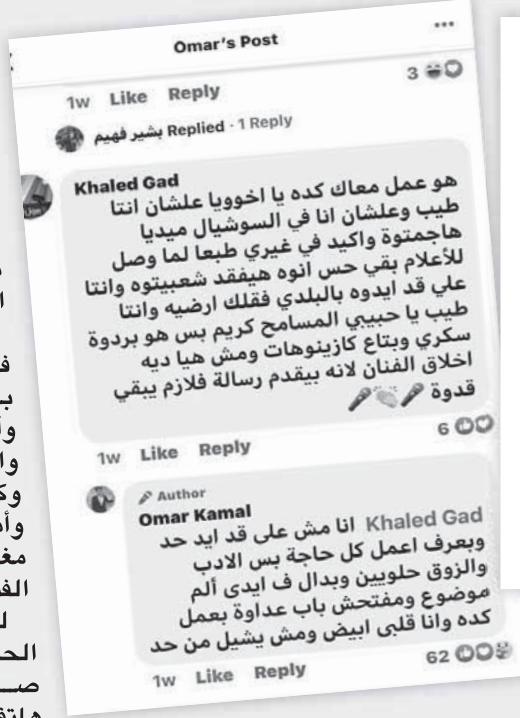 Omar's Post
1w Like Reply 3
بشير فهيم Replied · 1 Reply
Khaled Gad
هو عمل معاك كده يا اخوويا علشان انتا
طيب وعلشان انا في السوشيال ميديا
هاجمتوة واكيد في غيري طبعا لما وصل
للأعلام بقي حس انوه هيفقد شعبيتوه وانتا
علي قد ايدوه بالبلدي فقلك ارضيه وانتا
طيب يا حبيبي المسامح كريم بس هو بردوة
سكري وبتاع كازينوهات ومش هيا ديه
اخلاق الفنان لانه بيقدم رسالة فلازم يبقي
قدوة 🎤👏🎤
1w Like Reply 6
Author
Omar Kamal
Khaled Gad انا مش على قد ايد حد
وبعرف اعمل كل حاجة بس الادب
والزوق حلويين وبدال ف ايدى ألم
موضوع ومفتحش باب عداوة بعمل
كده وانا قلبى ابيض ومش يشيل من حد
1w Like Reply 62